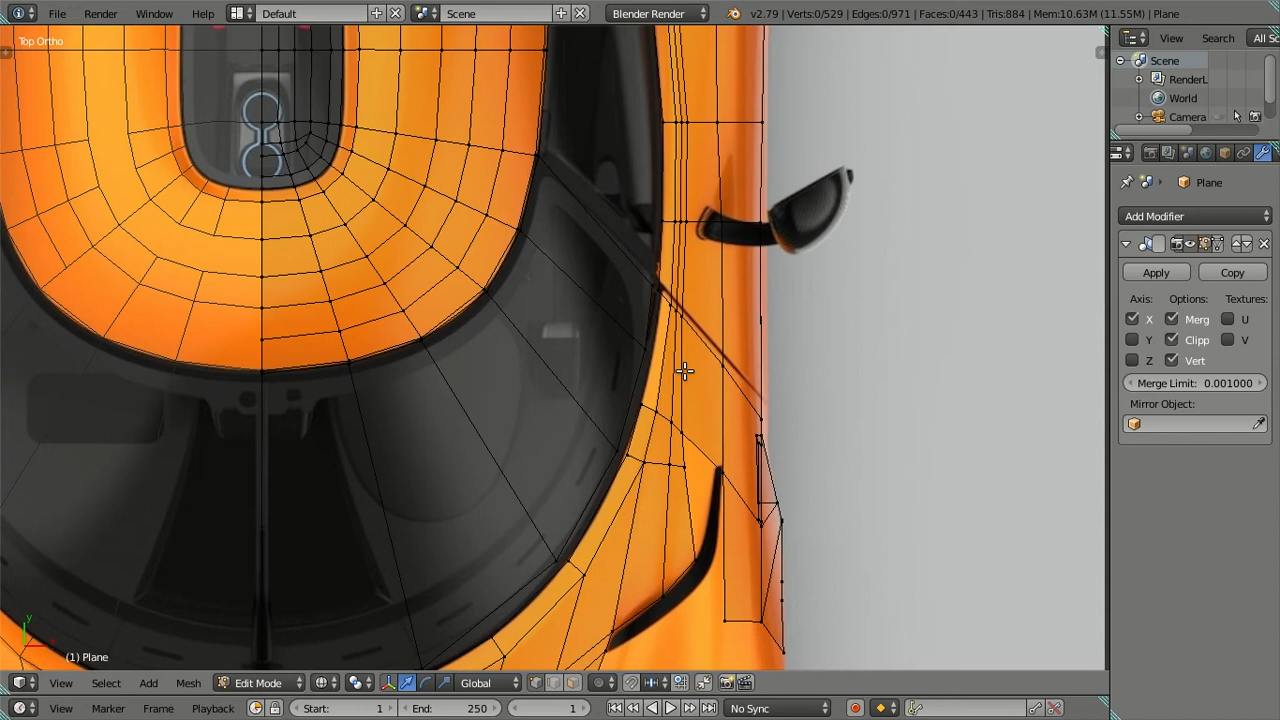 File Render Window Help Default Scene Blender Render v2.79 | Verts:0/529 | Edges:0/971 | Faces:0/443 | Tris:884 | Mem:10.63M (11.55M) | Plane
Top Ortho
View Search All Sc
Scene
RenderL
World
Camera
Plane
Add Modifier
Apply Copy
Axis: Options: Textures:
X Merg U
Y Clipp V
Z Vert
Merge Limit: 0.001000
Mirror Object:
y
(1) Plane
View Select Add Mesh Edit Mode Global
View Marker Frame Playback Start: 1 End: 250 1 No Sync